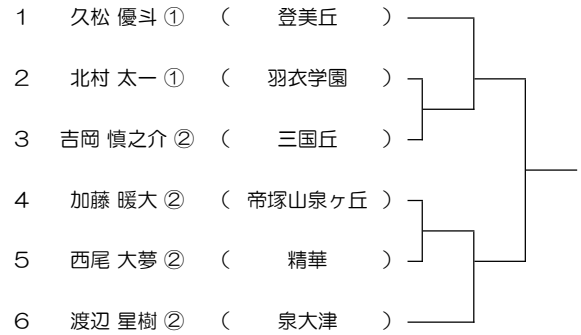 1 久松 優斗 ① （ 登美丘 ）
2 北村 太一 ① （ 羽衣学園 ）
3 吉岡 慎之介 ② （ 三国丘 ）
4 加藤 暖大 ② （ 帝塚山泉ヶ丘 ）
5 西尾 大夢 ② （ 精華 ）
6 渡辺 星樹 ② （ 泉大津 ）